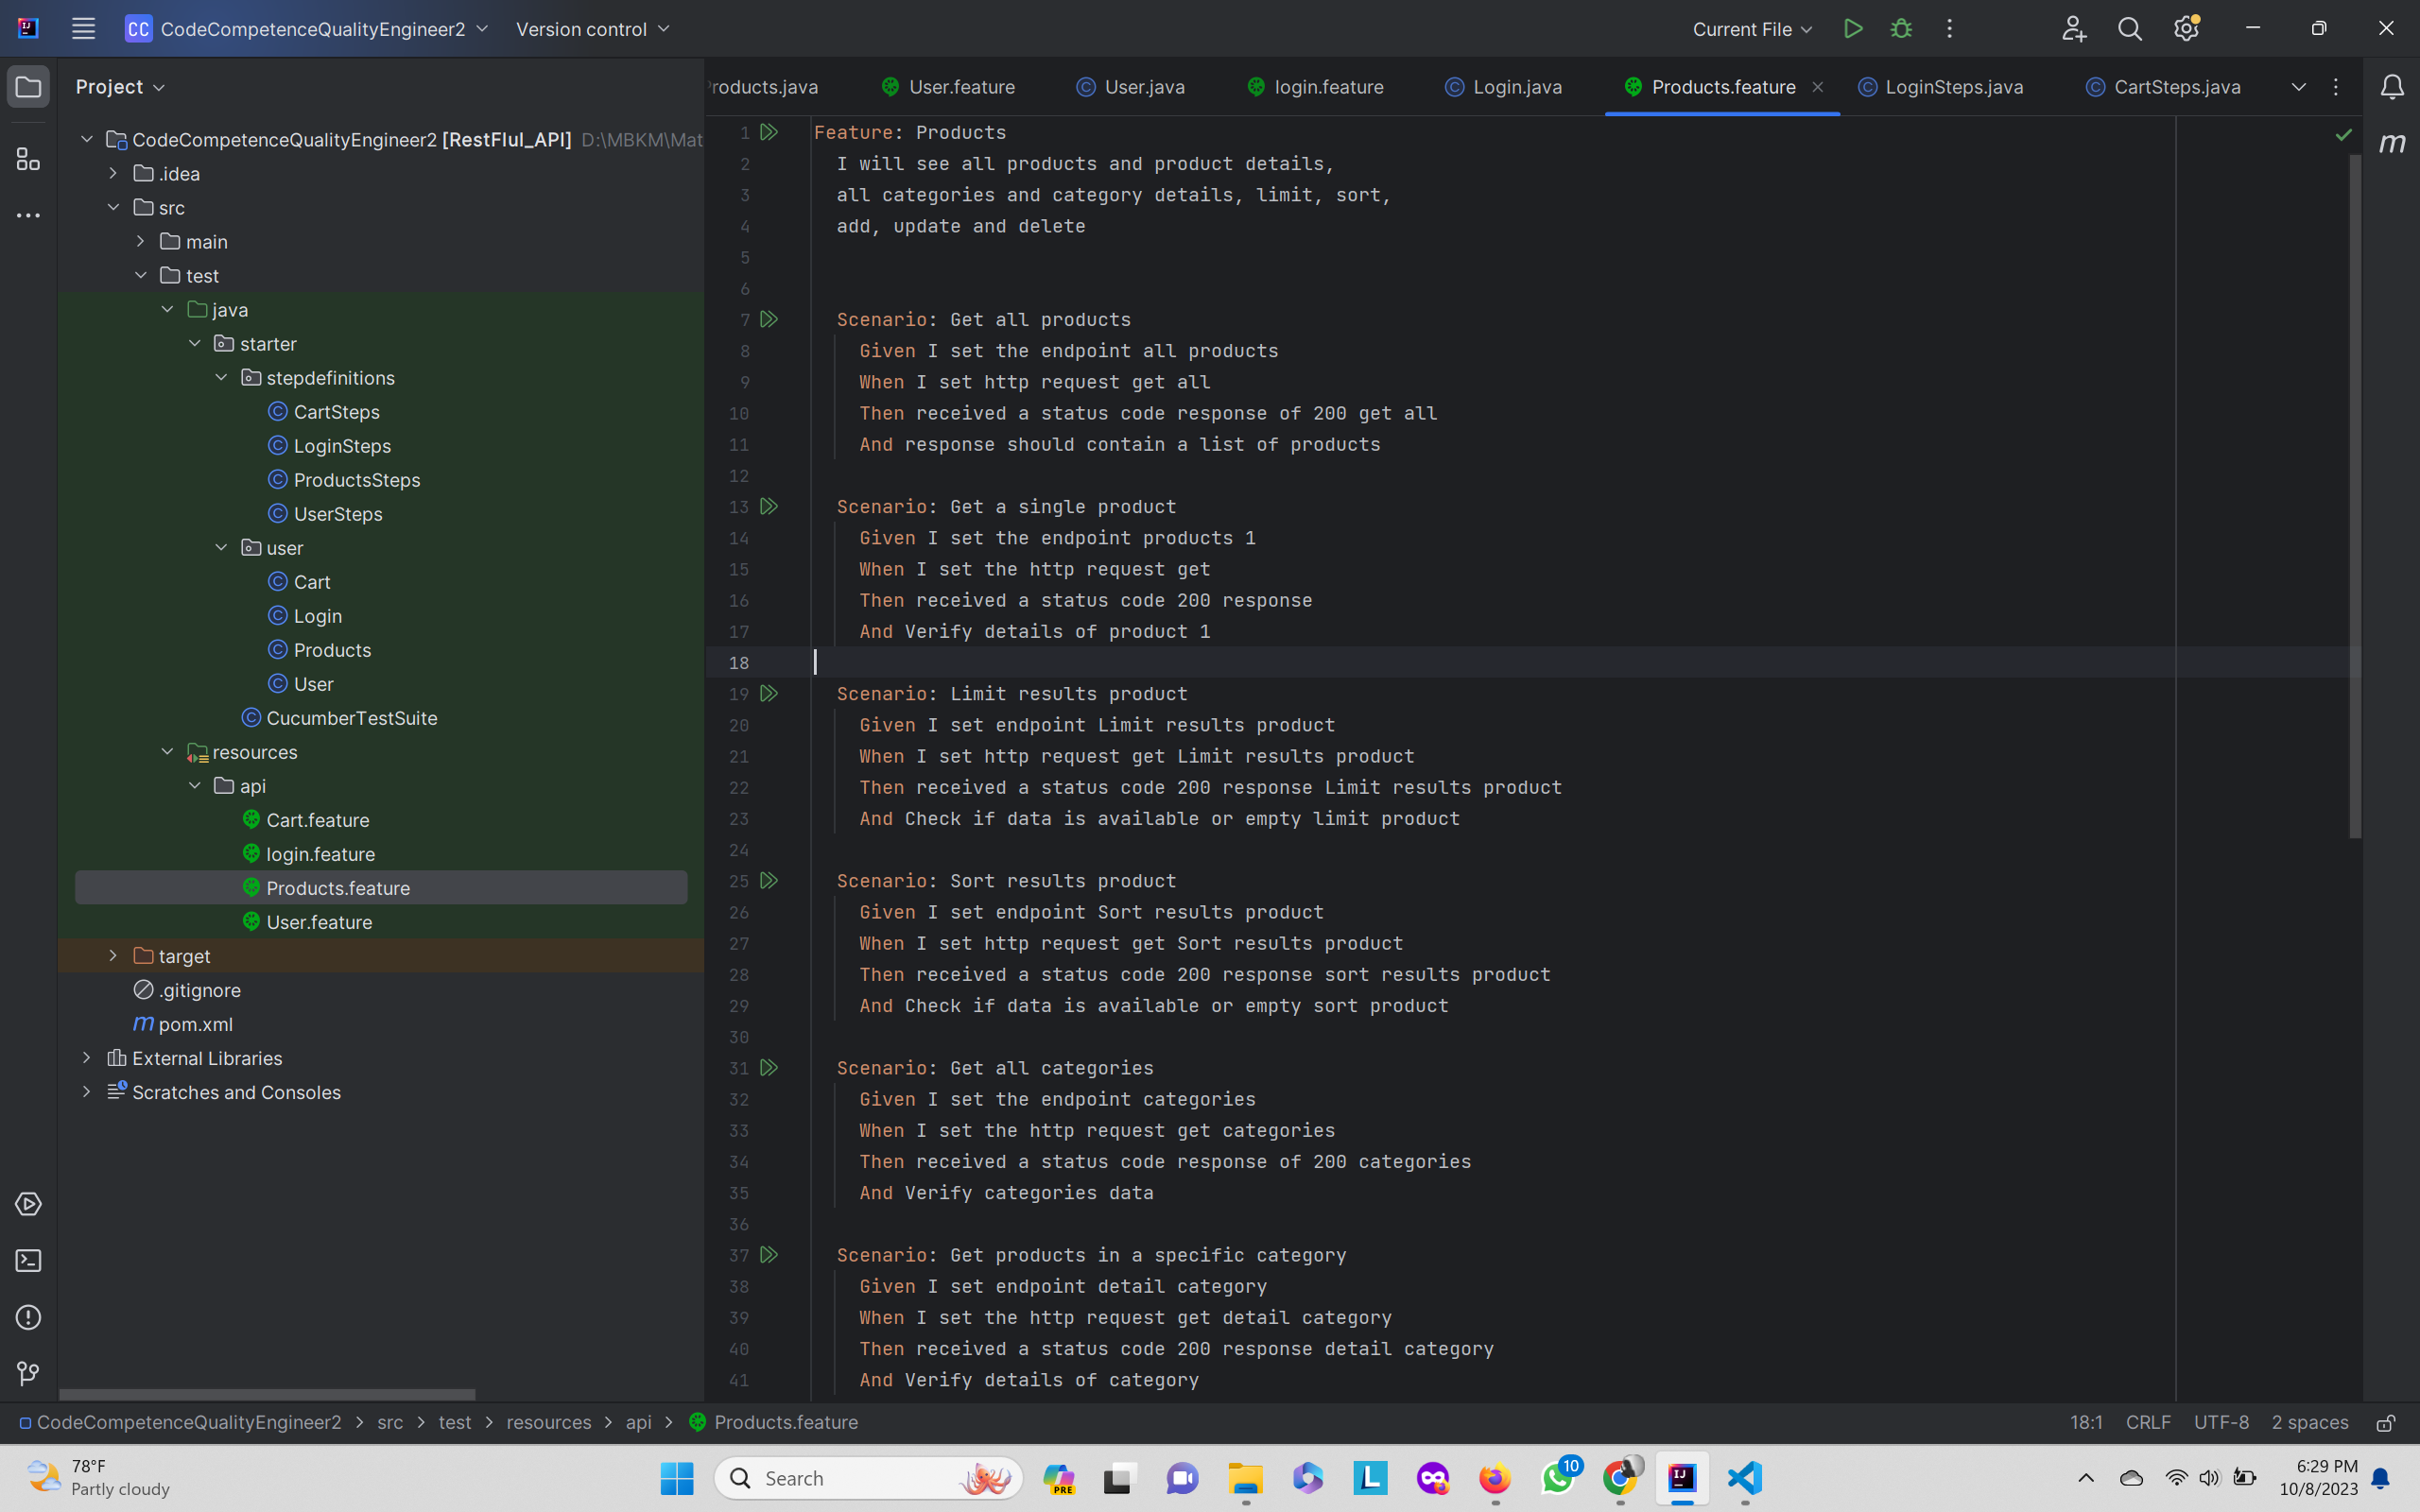 CC CodeCompetenceQualityEngineer2 Version control Current File
Project
roducts.java User.feature User.java login.feature Login.java Products.feature LoginSteps.java CartSteps.java
CodeCompetenceQualityEngineer2 [RestFlul_API] D:\MBKM\Mat
.idea
src
main
test
java
starter
stepdefinitions
CartSteps
LoginSteps
ProductsSteps
UserSteps
user
Cart
Login
Products
User
CucumberTestSuite
resources
api
Cart.feature
login.feature
Products.feature
User.feature
target
.gitignore
m pom.xml
External Libraries
Scratches and Consoles
m
1 Feature: Products
2 I will see all products and product details,
3 all categories and category details, limit, sort,
4 add, update and delete
5
6
7 Scenario: Get all products
8 Given I set the endpoint all products
9 When I set http request get all
10 Then received a status code response of 200 get all
11 And response should contain a list of products
12
13 Scenario: Get a single product
14 Given I set the endpoint products 1
15 When I set the http request get
16 Then received a status code 200 response
17 And Verify details of product 1
18
19 Scenario: Limit results product
20 Given I set endpoint Limit results product
21 When I set http request get Limit results product
22 Then received a status code 200 response Limit results product
23 And Check if data is available or empty limit product
24
25 Scenario: Sort results product
26 Given I set endpoint Sort results product
27 When I set http request get Sort results product
28 Then received a status code 200 response sort results product
29 And Check if data is available or empty sort product
30
31 Scenario: Get all categories
32 Given I set the endpoint categories
33 When I set the http request get categories
34 Then received a status code response of 200 categories
35 And Verify categories data
36
37 Scenario: Get products in a specific category
38 Given I set endpoint detail category
39 When I set the http request get detail category
40 Then received a status code 200 response detail category
41 And Verify details of category
CodeCompetenceQualityEngineer2 > src > test > resources > api > Products.feature 18:1 CRLF UTF-8 2 spaces
78°F
Partly cloudy
Search
PRE
L
10
IJ
6:29 PM
10/8/2023